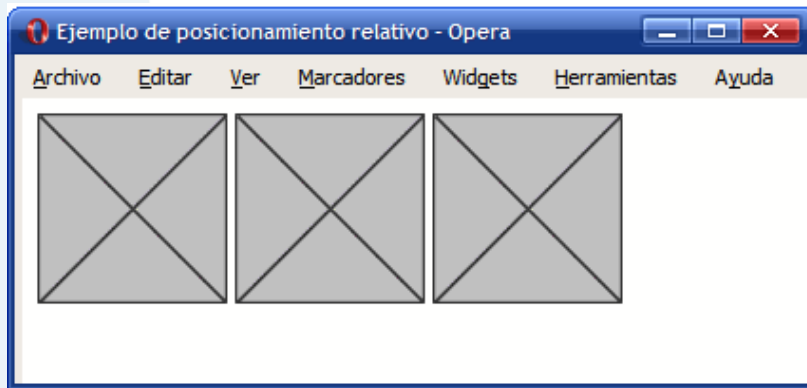 Ejemplo de posicionamiento relativo - Opera
Archivo Editar Ver Marcadores Widgets Herramientas Ayuda